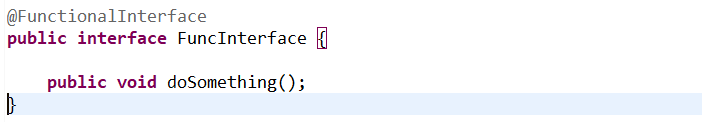 @FunctionalInterface
public interface FuncInterface {
public void doSomething();
}